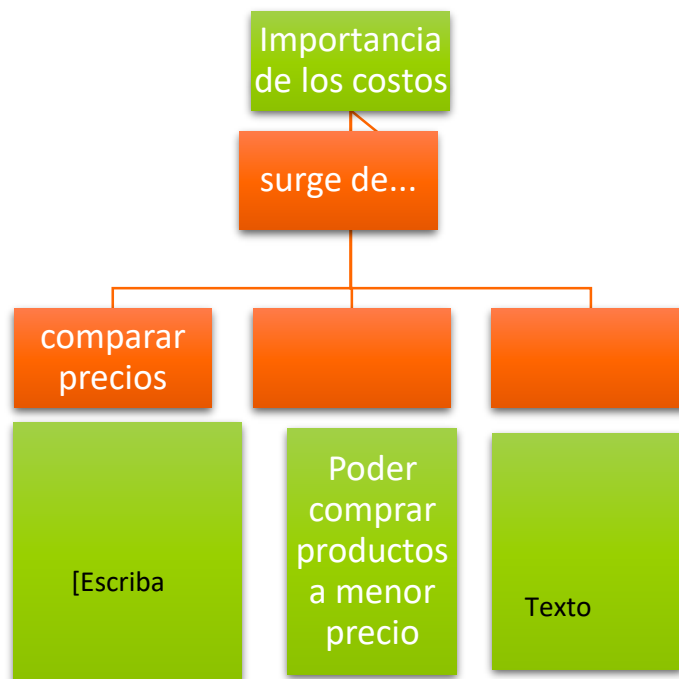 Importancia
de los costos
surge de...
comparar
precios
[Escriba
Poder
comprar
productos
a menor
precio
Texto